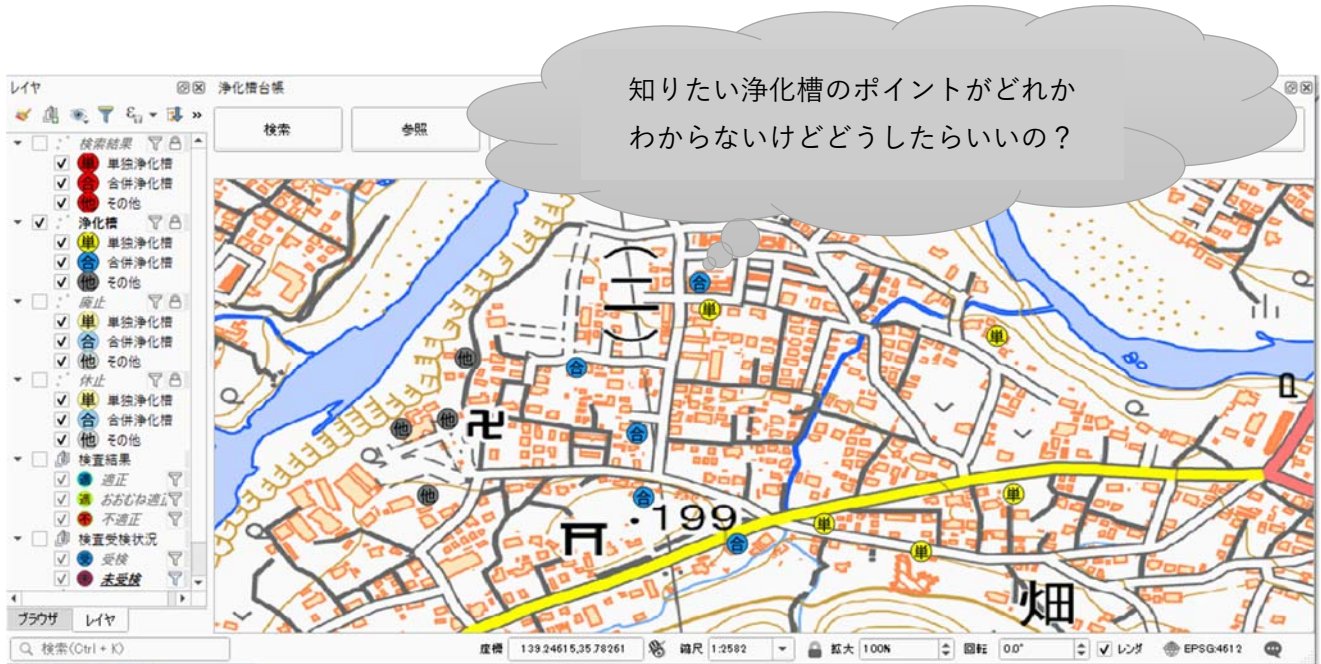 知りたい浄化槽のポイントがどれか
わからないけどどうしたらいいの？
レイヤ
浄化槽台帳
検索
参照
検索結果
単 単独浄化槽
合 合併浄化槽
他 その他
浄化槽
単 単独浄化槽
合 合併浄化槽
他 その他
廃止
単 単独浄化槽
合 合併浄化槽
他 その他
休止
単 単独浄化槽
合 合併浄化槽
他 その他
検査結果
適 適正
適 おおむね適正
不 不適正
検査受検状況
受 受検
未受検
ブラウザ
レイヤ
合
単
単
他
合
他
他
合
他
合
・199
合
単
単
単
畑
検索(Ctrl + K)
座標 139.24615,35.78261
縮尺 1:2582
拡大 100%
回転 0.0°
レンダ
EPSG:4612